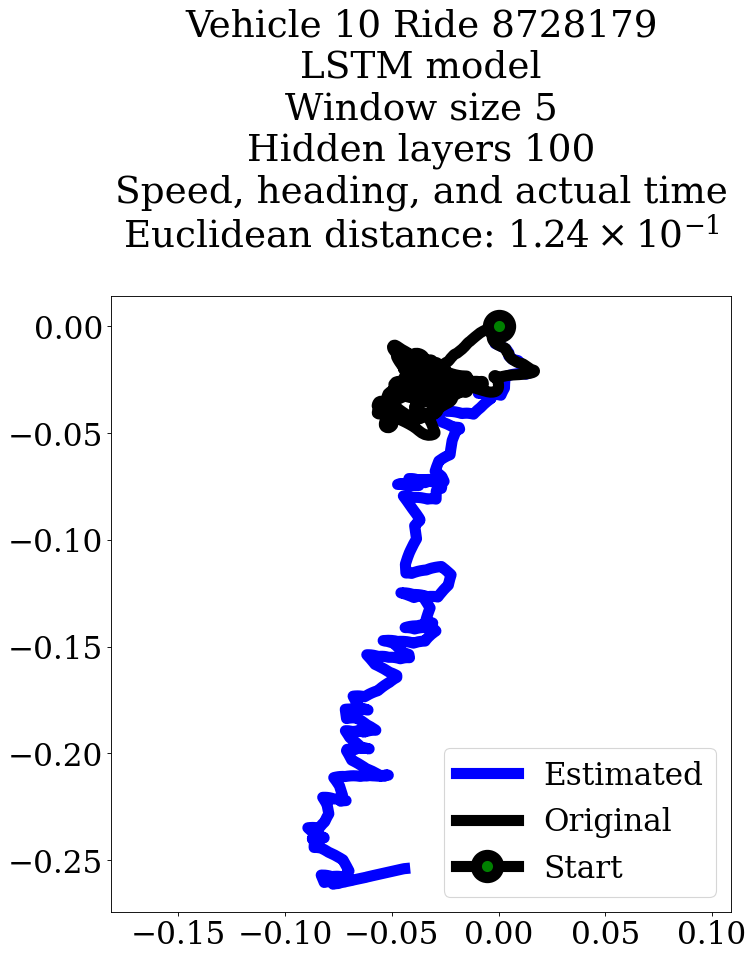 Vehicle 10 Ride 8728179
LSTM model
Window size 5
Hidden layers 100
Speed, heading, and actual time
Euclidean distance: 1.24 × 10⁻¹
0.00
−0.05
−0.10
−0.15
−0.20
−0.25
Estimated
Original
Start
−0.15 −0.10 −0.05 0.00 0.05 0.10